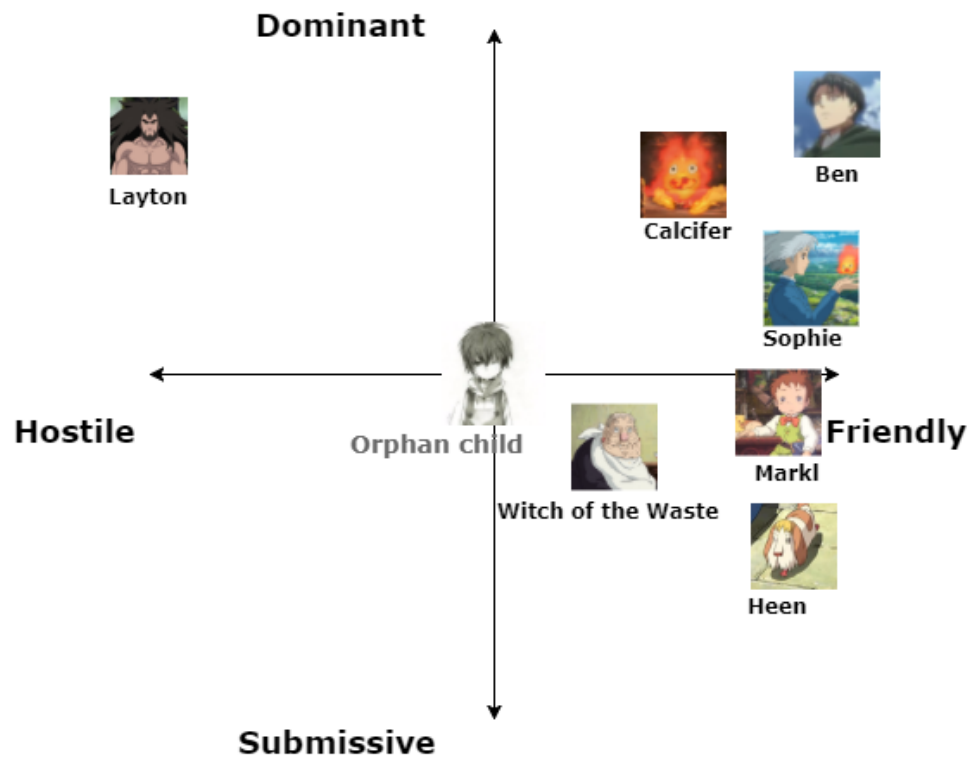 Dominant
Layton
Ben
Calcifer
Sophie
Hostile
Friendly
Orphan child
Markl
Witch of the Waste
Heen
Submissive